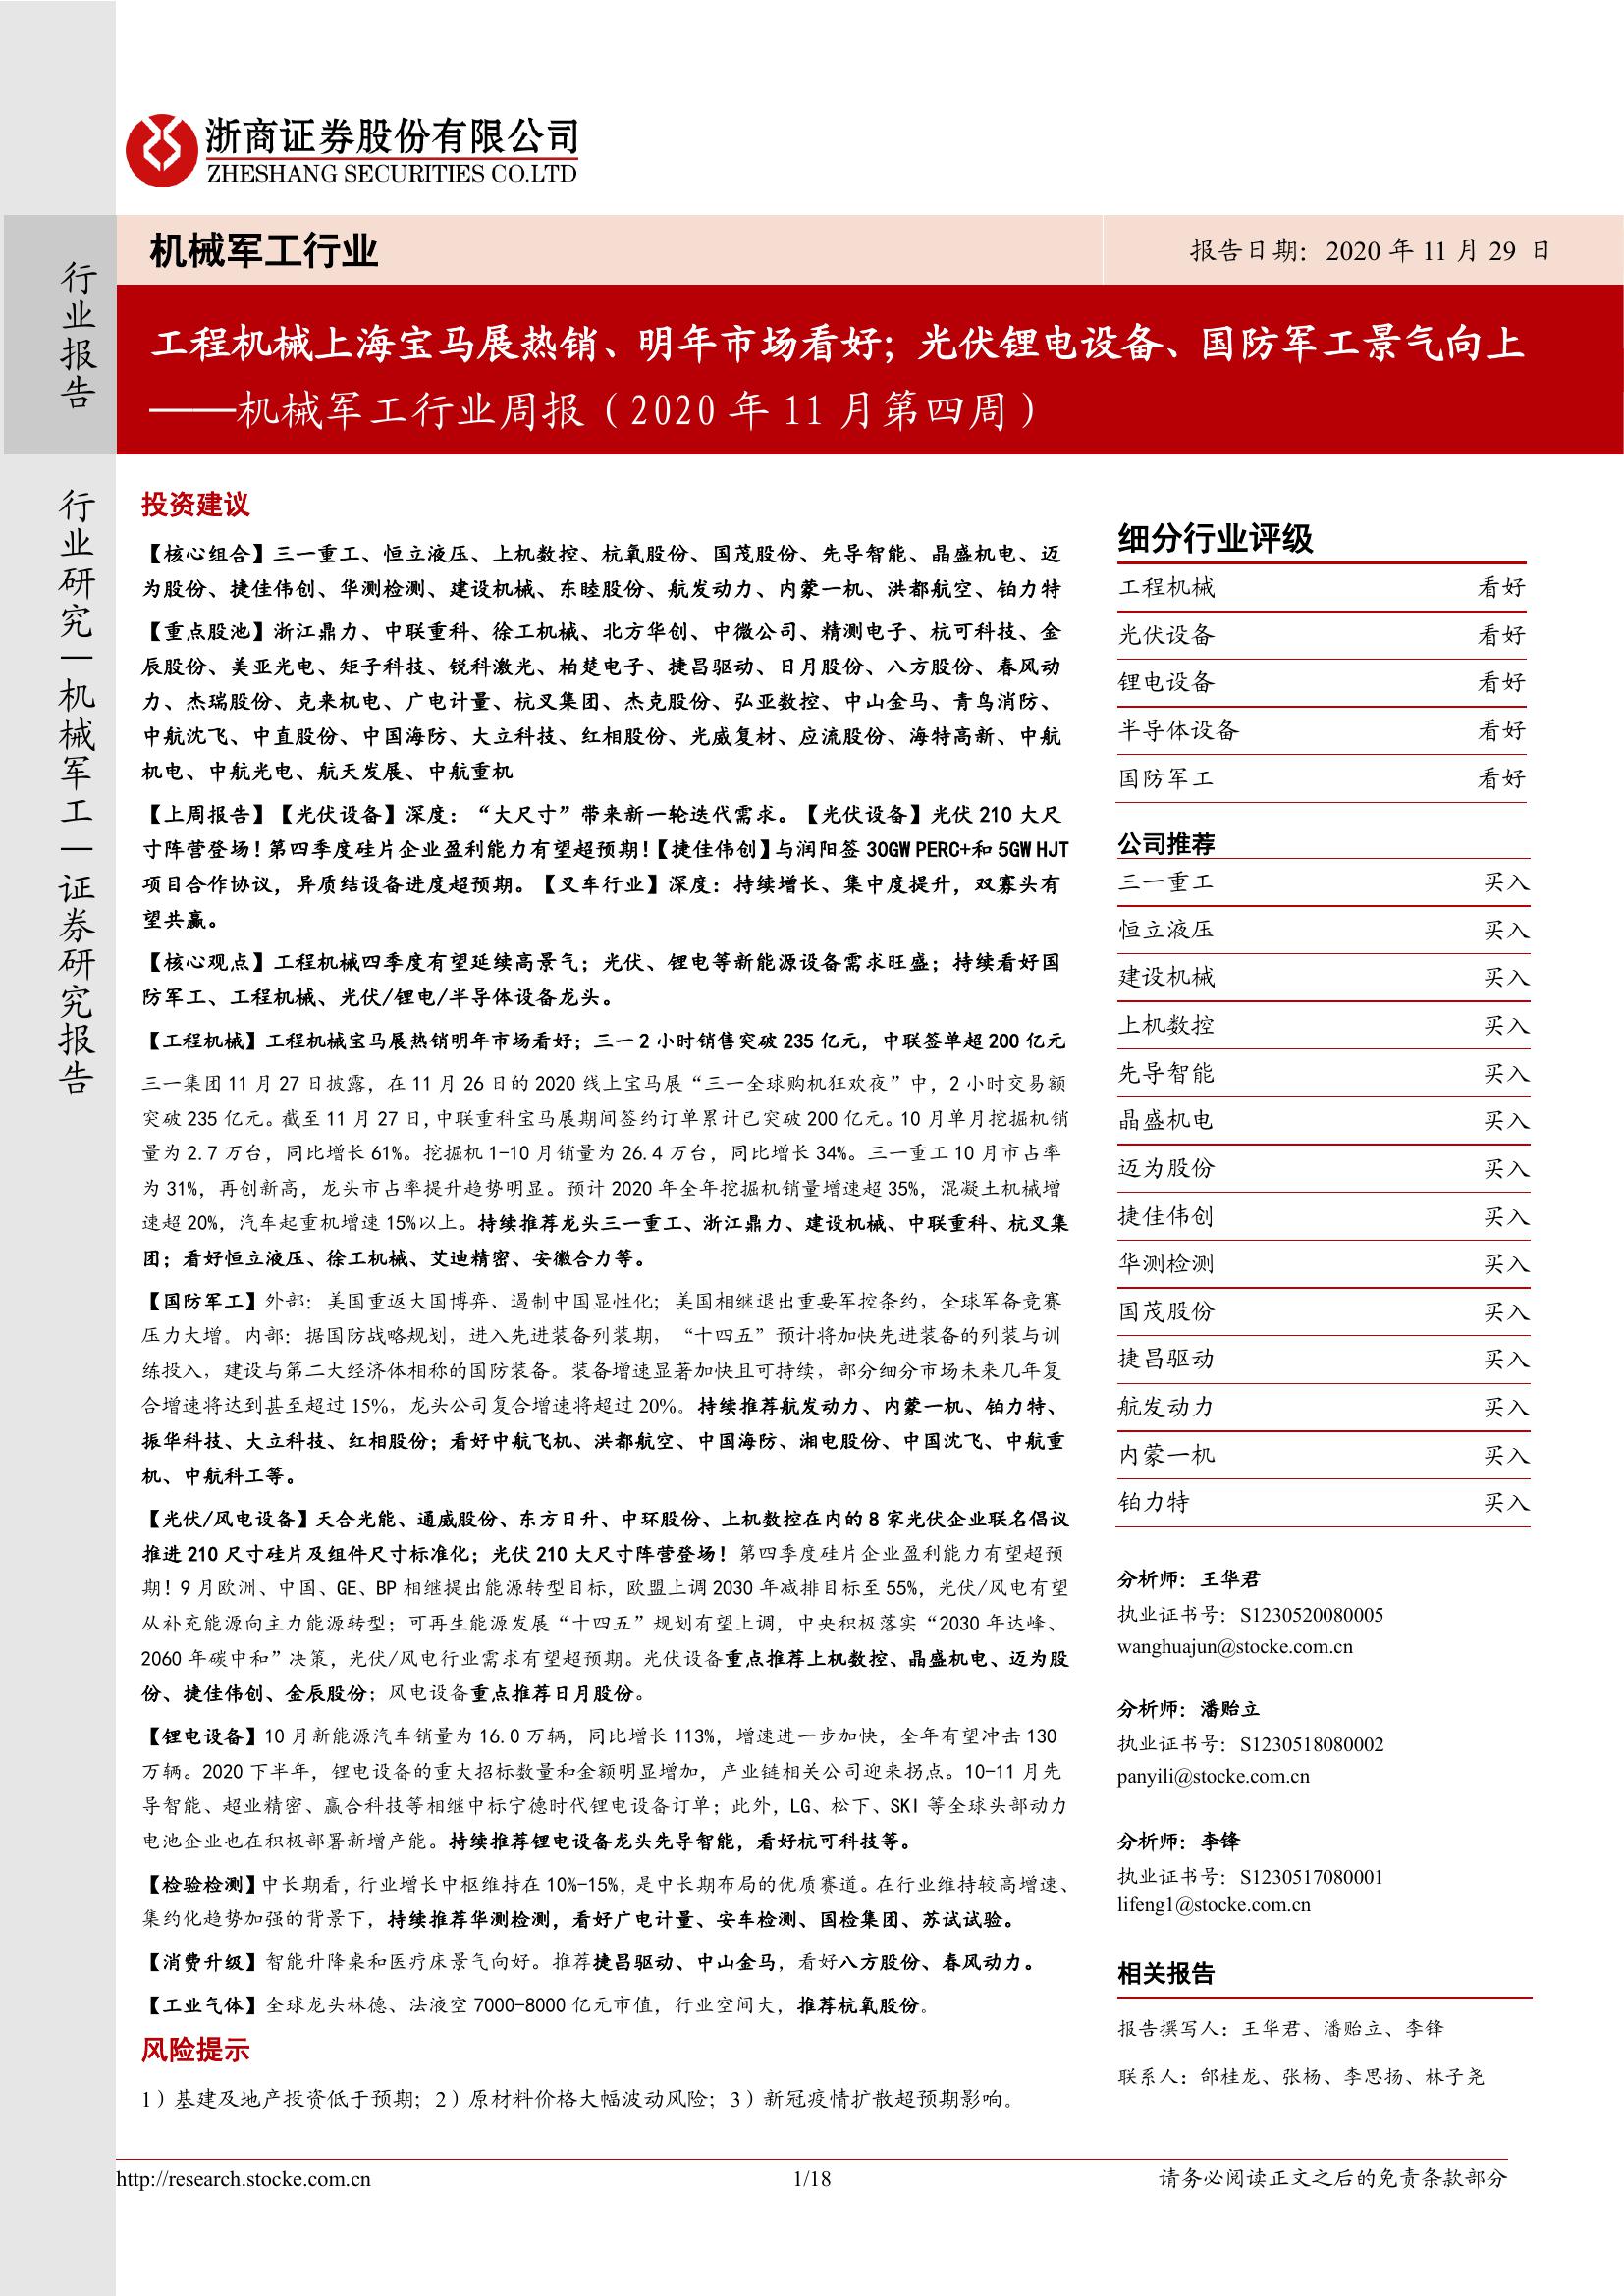 浙商证券股份有限公司
ZHESHANG SECURITIES CO.LTD
机械军工行业
报告日期：2020 年 11 月 29 日
行业报告
工程机械上海宝马展热销、明年市场看好；光伏锂电设备、国防军工景气向上
——机械军工行业周报（2020 年 11 月第四周）
行业研究—机械军工—证券研究报告
投资建议
【核心组合】三一重工、恒立液压、上机数控、杭氧股份、国茂股份、先导智能、晶盛机电、迈
为股份、捷佳伟创、华测检测、建设机械、东睦股份、航发动力、内蒙一机、洪都航空、铂力特
【重点股池】浙江鼎力、中联重科、徐工机械、北方华创、中微公司、精测电子、杭可科技、金
辰股份、美亚光电、矩子科技、锐科激光、柏楚电子、捷昌驱动、日月股份、八方股份、春风动
力、杰瑞股份、克来机电、广电计量、杭叉集团、杰克股份、弘亚数控、中山金马、青鸟消防、
中航沈飞、中直股份、中国海防、大立科技、红相股份、光威复材、应流股份、海特高新、中航
机电、中航光电、航天发展、中航重机
【上周报告】【光伏设备】深度：“大尺寸”带来新一轮迭代需求。【光伏设备】光伏 210 大尺
寸阵营登场！第四季度硅片企业盈利能力有望超预期！【捷佳伟创】与润阳签 30GW PERC+和 5GW HJT
项目合作协议，异质结设备进度超预期。【叉车行业】深度：持续增长、集中度提升，双寡头有
望共赢。
【核心观点】工程机械四季度有望延续高景气；光伏、锂电等新能源设备需求旺盛；持续看好国
防军工、工程机械、光伏/锂电/半导体设备龙头。
【工程机械】工程机械宝马展热销明年市场看好；三一 2 小时销售突破 235 亿元，中联签单超 200 亿元
三一集团 11 月 27 日披露，在 11 月 26 日的 2020 线上宝马展“三一全球购机狂欢夜”中，2 小时交易额
突破 235 亿元。截至 11 月 27 日，中联重科宝马展期间签约订单累计已突破 200 亿元。10 月单月挖掘机销
量为 2.7 万台，同比增长 61%。挖掘机 1-10 月销量为 26.4 万台，同比增长 34%。三一重工 10 月市占率
为 31%，再创新高，龙头市占率提升趋势明显。预计 2020 年全年挖掘机销量增速超 35%，混凝土机械增
速超 20%，汽车起重机增速 15%以上。持续推荐龙头三一重工、浙江鼎力、建设机械、中联重科、杭叉集
团；看好恒立液压、徐工机械、艾迪精密、安徽合力等。
【国防军工】外部：美国重返大国博弈、遏制中国显性化；美国相继退出重要军控条约，全球军备竞赛
压力大增。内部：据国防战略规划，进入先进装备列装期，“十四五”预计将加快先进装备的列装与训
练投入，建设与第二大经济体相称的国防装备。装备增速显著加快且可持续，部分细分市场未来几年复
合增速将达到甚至超过 15%，龙头公司复合增速将超过 20%。持续推荐航发动力、内蒙一机、铂力特、
振华科技、大立科技、红相股份；看好中航飞机、洪都航空、中国海防、湘电股份、中国沈飞、中航重
机、中航科工等。
【光伏/风电设备】天合光能、通威股份、东方日升、中环股份、上机数控在内的 8 家光伏企业联名倡议
推进 210 尺寸硅片及组件尺寸标准化；光伏 210 大尺寸阵营登场！第四季度硅片企业盈利能力有望超预
期！9 月欧洲、中国、GE、BP 相继提出能源转型目标，欧盟上调 2030 年减排目标至 55%，光伏/风电有望
从补充能源向主力能源转型；可再生能源发展“十四五”规划有望上调，中央积极落实“2030 年达峰、
2060 年碳中和”决策，光伏/风电行业需求有望超预期。光伏设备重点推荐上机数控、晶盛机电、迈为股
份、捷佳伟创、金辰股份；风电设备重点推荐日月股份。
【锂电设备】10 月新能源汽车销量为 16.0 万辆，同比增长 113%，增速进一步加快，全年有望冲击 130
万辆。2020 下半年，锂电设备的重大招标数量和金额明显增加，产业链相关公司迎来拐点。10-11 月先
导智能、超业精密、赢合科技等相继中标宁德时代锂电设备订单；此外，LG、松下、SKI 等全球头部动力
电池企业也在积极部署新增产能。持续推荐锂电设备龙头先导智能，看好杭可科技等。
【检验检测】中长期看，行业增长中枢维持在 10%-15%，是中长期布局的优质赛道。在行业维持较高增速、
集约化趋势加强的背景下，持续推荐华测检测，看好广电计量、安车检测、国检集团、苏试试验。
【消费升级】智能升降桌和医疗床景气向好。推荐捷昌驱动、中山金马，看好八方股份、春风动力。
【工业气体】全球龙头林德、法液空 7000-8000 亿元市值，行业空间大，推荐杭氧股份。
风险提示
1）基建及地产投资低于预期；2）原材料价格大幅波动风险；3）新冠疫情扩散超预期影响。
细分行业评级
工程机械 看好
光伏设备 看好
锂电设备 看好
半导体设备 看好
国防军工 看好
公司推荐
三一重工 买入
恒立液压 买入
建设机械 买入
上机数控 买入
先导智能 买入
晶盛机电 买入
迈为股份 买入
捷佳伟创 买入
华测检测 买入
国茂股份 买入
捷昌驱动 买入
航发动力 买入
内蒙一机 买入
铂力特 买入
分析师：王华君
执业证书号：S1230520080005
wanghuajun@stocke.com.cn
分析师：潘贻立
执业证书号：S1230518080002
panyili@stocke.com.cn
分析师：李锋
执业证书号：S1230517080001
lifeng1@stocke.com.cn
相关报告
报告撰写人：王华君、潘贻立、李锋
联系人：邰桂龙、张杨、李思扬、林子尧
http://research.stocke.com.cn
1/18
请务必阅读正文之后的免责条款部分